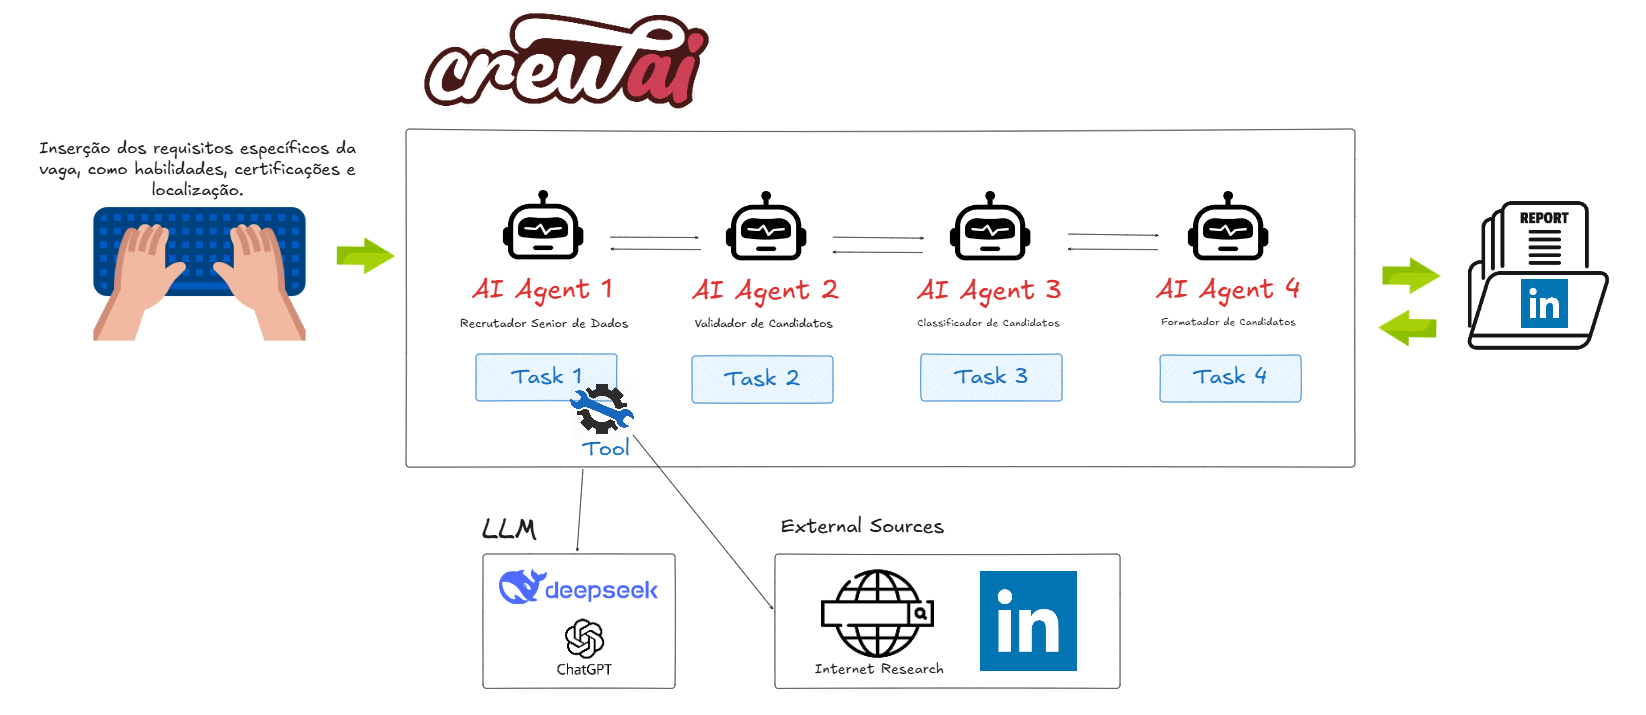 crewai
Inserção dos requisitos específicos da
vaga, como habilidades, certificações e
localização.
AI Agent 1
Recrutador Senior de Dados
Task 1
Tool
AI Agent 2
Validador de Candidatos
Task 2
AI Agent 3
Classificador de Candidatos
Task 3
AI Agent 4
Formatador de Candidatos
Task 4
REPORT
in
LLM
deepseek
ChatGPT
External Sources
Internet Research
in